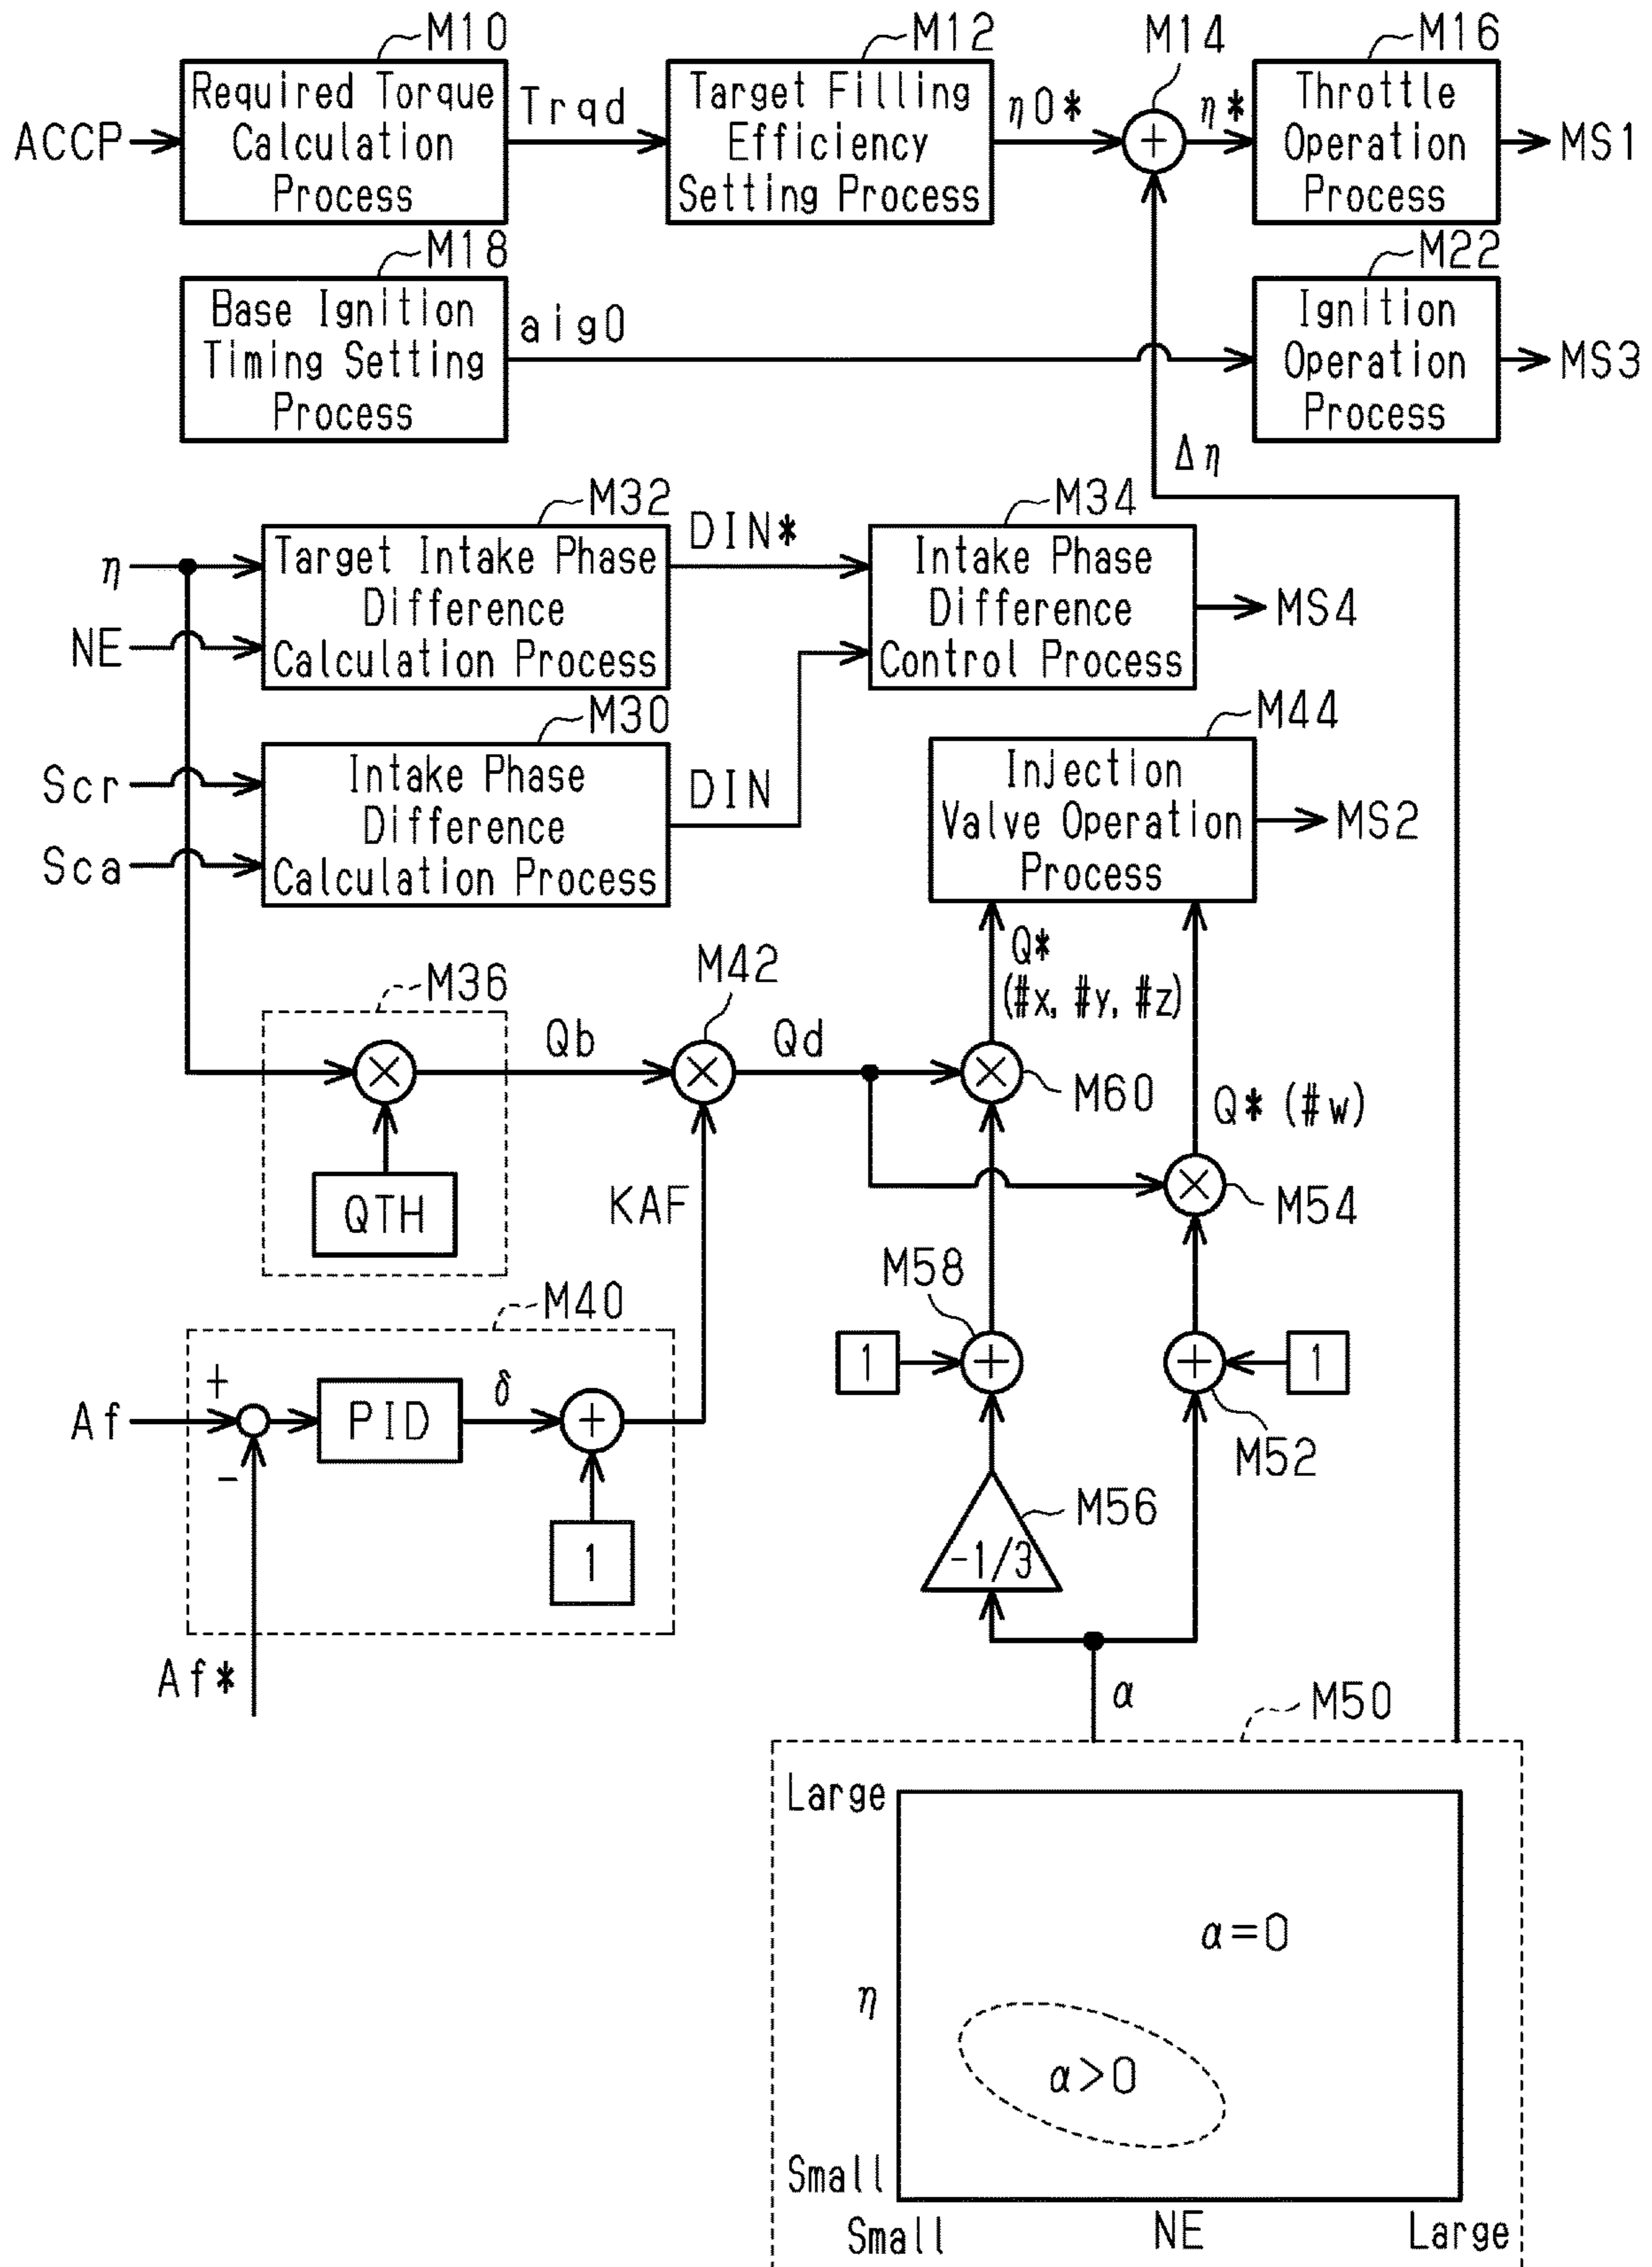 M10
M12
M14
M16
ACCP
Required Torque
Calculation
Process
Trqd
Target Filling
Efficiency
Setting Process
η0*
+
η*
Throttle
Operation
Process
MS1
M18
M22
Base Ignition
Timing Setting
Process
aig0
Ignition
Operation
Process
MS3
Δη
M32
M34
η
NE
Target Intake Phase
Difference
Calculation Process
DIN*
Intake Phase
Difference
Control Process
MS4
M30
M44
Scr
Sca
Intake Phase
Difference
Calculation Process
DIN
Injection
Valve Operation
Process
MS2
Q*
(#x, #y, #z)
M36
M42
×
Qb
×
Qd
×
M60
Q* (#w)
QTH
KAF
×
M54
M58
M40
1
+
+
1
M52
Af
+
-
PID
δ
+
1
M56
-1/3
Af*
α
M50
Large
α=0
η
α>0
Small
Small
NE
Large